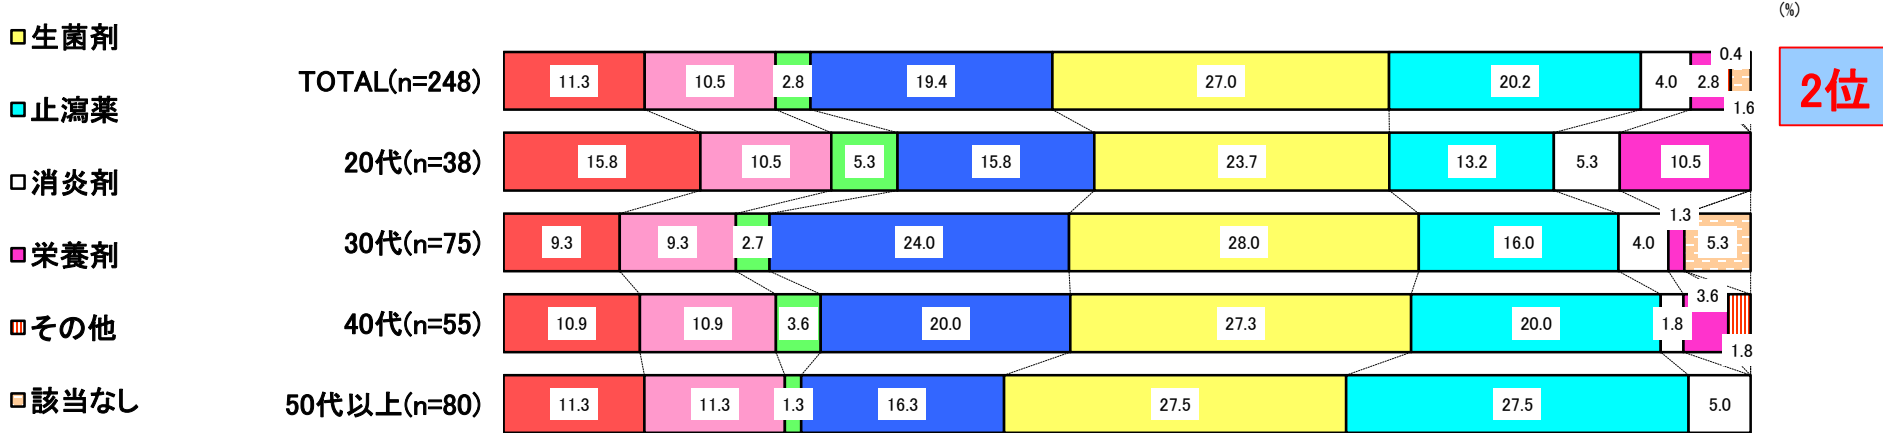 (%)
生菌剤
止瀉薬
消炎剤
栄養剤
その他
該当なし
TOTAL(n=248) 11.3 10.5 2.8 19.4 27.0 20.2 4.0 2.8 0.4 1.6
2位
20代(n=38) 15.8 10.5 5.3 15.8 23.7 13.2 5.3 10.5
30代(n=75) 9.3 9.3 2.7 24.0 28.0 16.0 4.0 1.3 5.3
40代(n=55) 10.9 10.9 3.6 20.0 27.3 20.0 1.8 3.6 1.8
50代以上(n=80) 11.3 11.3 1.3 16.3 27.5 27.5 5.0